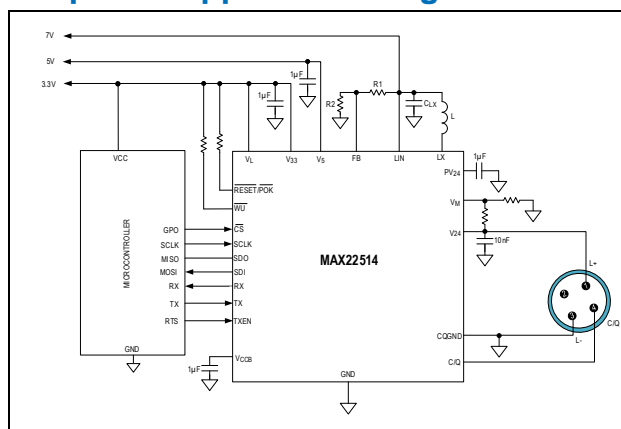 7V
5V
3.3V
1µF
1µF
R2
R1
CLX
L
VCC
VL
V33
V5
FB
LIN
LX
1µF
PV24
RESET/POK
WU
VM
V24
10nF
MICROCONTROLLER
GPO
CS
SCLK
SCLK
MISO
SDO
MOSI
SDI
RX
RX
TX
TX
RTS
TXEN
MAX22514
L+
1
2
3
4
C/Q
L-
CQGND
C/Q
GND
VCCB
1µF
GND